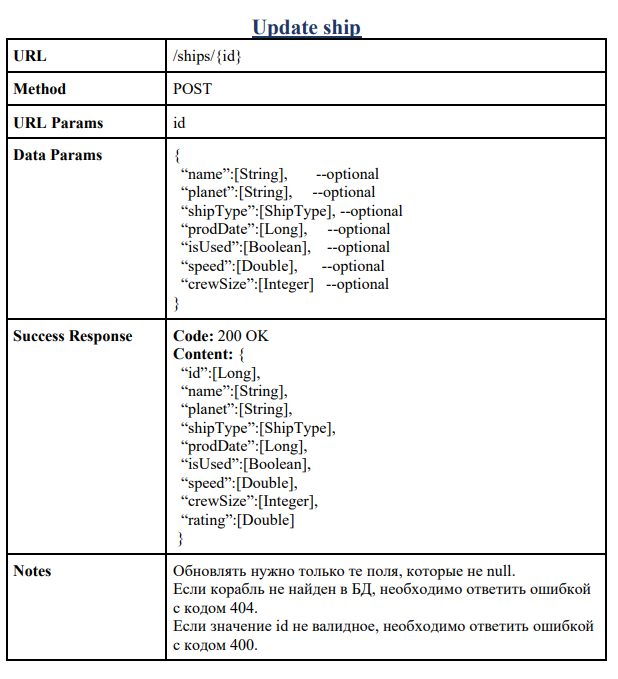 Update ship
URL
/ships/{id}
Method
POST
URL Params
id
Data Params
{
“name”:[String], --optional
“planet”:[String], --optional
“shipType”:[ShipType], --optional
“prodDate”:[Long], --optional
“isUsed”:[Boolean], --optional
“speed”:[Double], --optional
“crewSize”:[Integer] --optional
}
Success Response
Code: 200 OK
Content: {
“id”:[Long],
“name”:[String],
“planet”:[String],
“shipType”:[ShipType],
“prodDate”:[Long],
“isUsed”:[Boolean],
“speed”:[Double],
“crewSize”:[Integer],
“rating”:[Double]
}
Notes
Обновлять нужно только те поля, которые не null.
Если корабль не найден в БД, необходимо ответить ошибкой
с кодом 404.
Если значение id не валидное, необходимо ответить ошибкой
с кодом 400.